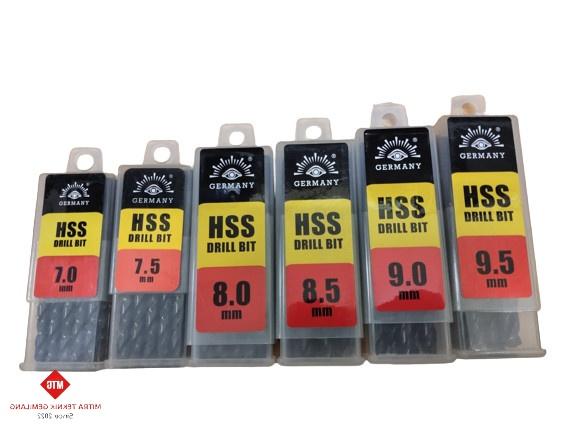 GERMANY
HSS
DRILL BIT
7.0
mm
GERMANY
HSS
DRILL BIT
7.5
mm
GERMANY
HSS
DRILL BIT
8.0
mm
GERMANY
HSS
DRILL BIT
8.5
mm
GERMANY
HSS
DRILL BIT
9.0
mm
GERMANY
HSS
DRILL BIT
9.5
mm
MTG
MITRA TEKNIK GEMILANG
Since 2022